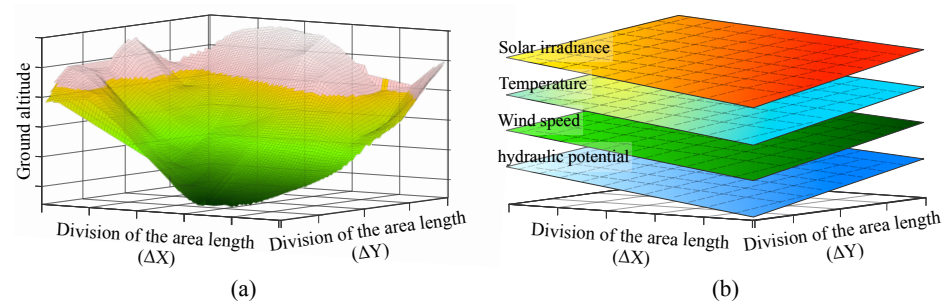 Ground altitude
Division of the area length
(ΔX)
Division of the area length
(ΔY)
(a)
Solar irradiance
Temperature
Wind speed
hydraulic potential
Division of the area length
(ΔX)
Division of the area length
(ΔY)
(b)